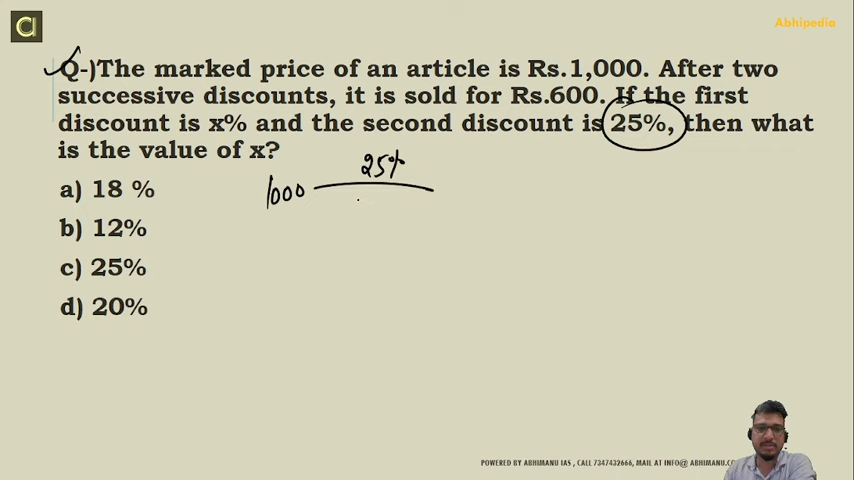 Abhipedia
Q-)The marked price of an article is Rs.1,000. After two
successive discounts, it is sold for Rs.600. If the first
discount is x% and the second discount is 25%, then what
is the value of x?
25%
a) 18 %
1000
b) 12%
c) 25%
d) 20%
POWERED BY ABHIMANU IAS , CALL 7347432666, MAIL AT INFO@ ABHIMANU.CO